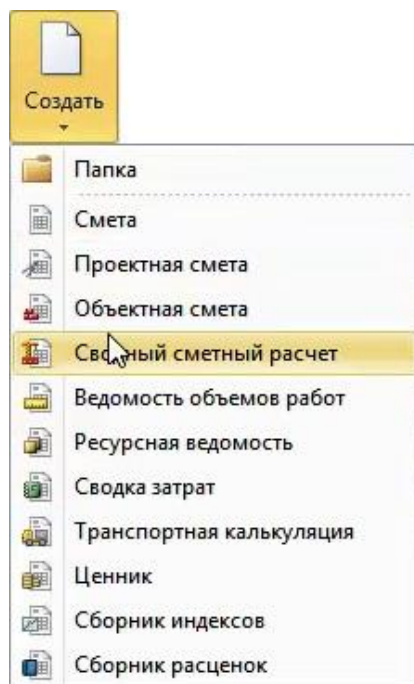 Создать
Папка
Смета
Проектная смета
Объектная смета
Сводный сметный расчет
Ведомость объемов работ
Ресурсная ведомость
Сводка затрат
Транспортная калькуляция
Ценник
Сборник индексов
Сборник расценок